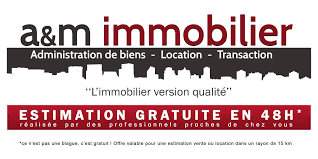 a&m immobilier
Administration de biens - Location - Transaction
"L'immobilier version qualité"
ESTIMATION GRATUITE EN 48H*
réalisée par des professionnels proches de chez vous
*ce n'est pas une blague, c'est gratuit ! Offre valable pour une estimation vente ou location dans un rayon de 15 km